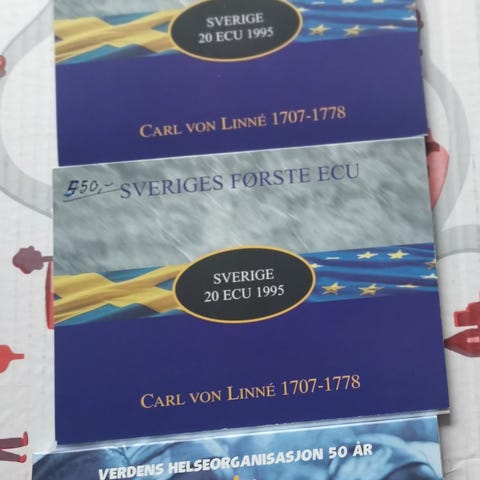 SVERIGE
20 ECU 1995
CARL VON LINNÉ 1707-1778
550,-
SVERIGES FØRSTE ECU
SVERIGE
20 ECU 1995
CARL VON LINNÉ 1707-1778
VERDENS HELSEORGANISASJON 50 ÅR